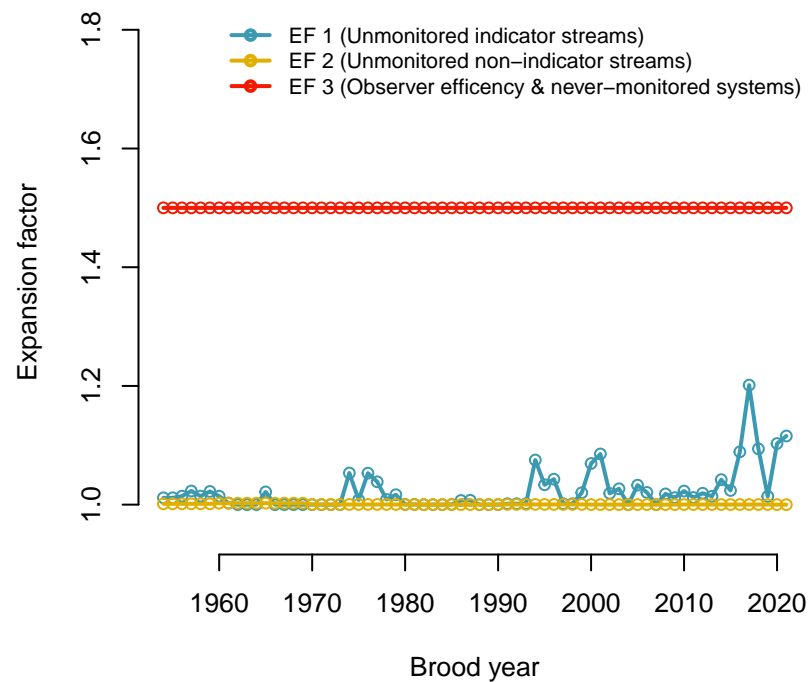 EF 1 (Unmonitored indicator streams)
EF 2 (Unmonitored non−indicator streams)
EF 3 (Observer efficency & never−monitored systems)
1.8
1.6
1.4
1.2
1.0
Expansion factor
1960 1970 1980 1990 2000 2010 2020
Brood year